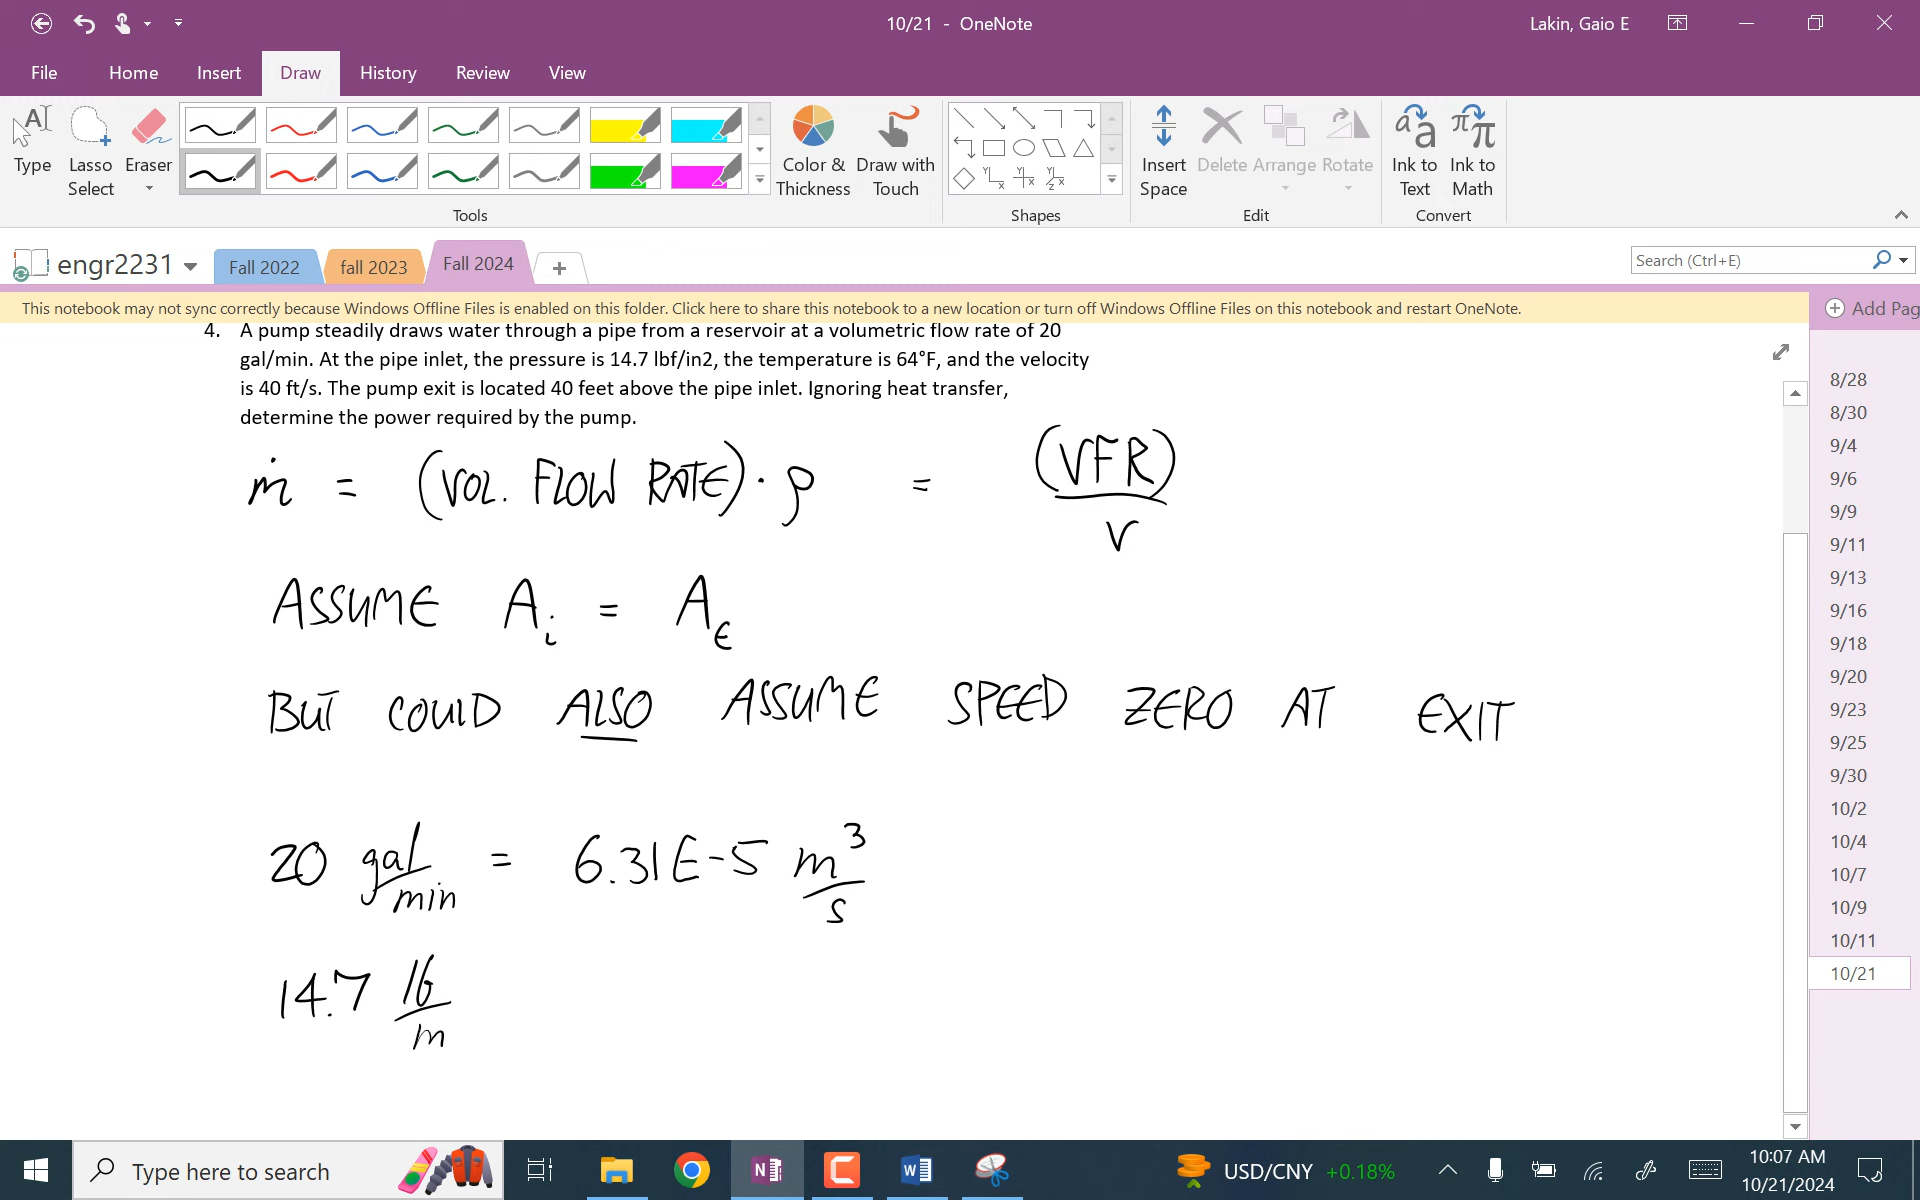 10/21 - OneNote
Lakin, Gaio E
File Home Insert Draw History Review View
Type
Lasso Select
Eraser
Color & Thickness
Draw with Touch
Insert Space
Delete
Arrange
Rotate
Ink to Text
Ink to Math
Tools
Shapes
Edit
Convert
engr2231
Fall 2022
fall 2023
Fall 2024
Search (Ctrl+E)
This notebook may not sync correctly because Windows Offline Files is enabled on this folder. Click here to share this notebook to a new location or turn off Windows Offline Files on this notebook and restart OneNote.
Add Pag
4. A pump steadily draws water through a pipe from a reservoir at a volumetric flow rate of 20
gal/min. At the pipe inlet, the pressure is 14.7 lbf/in2, the temperature is 64°F, and the velocity
is 40 ft/s. The pump exit is located 40 feet above the pipe inlet. Ignoring heat transfer,
determine the power required by the pump.
ṁ = (VOL. FLOW RATE) · ρ = (VFR) / v
ASSUME A_i = A_E
BUT COULD ALSO ASSUME SPEED ZERO AT EXIT
20 gal/min = 6.31E-5 m³/s
14.7 lb/m
8/28
8/30
9/4
9/6
9/9
9/11
9/13
9/16
9/18
9/20
9/23
9/25
9/30
10/2
10/4
10/7
10/9
10/11
10/21
Type here to search
USD/CNY +0.18%
10:07 AM
10/21/2024